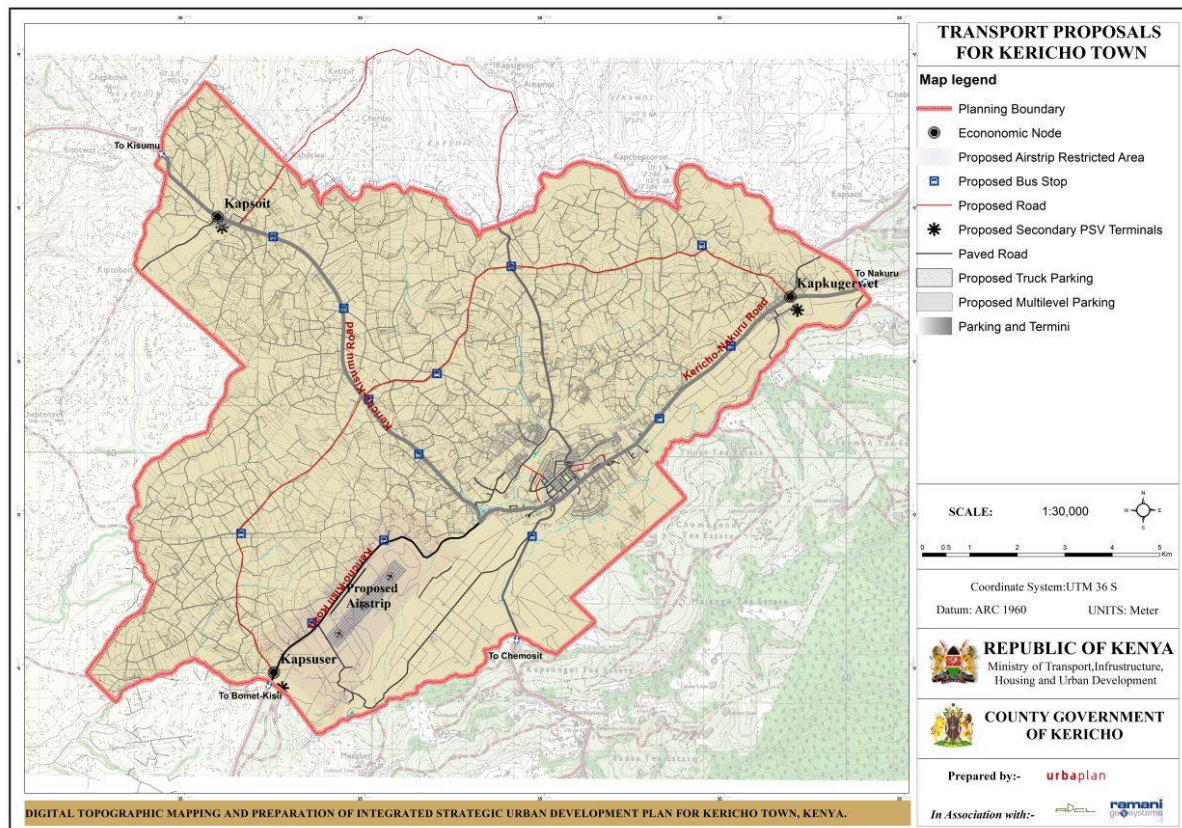 TRANSPORT PROPOSALS
FOR KERICHO TOWN
Map legend
Planning Boundary
Econonomic Node
Proposed Airstrip Restricted Area
Proposed Bus Stop
Proposed Road
Proposed Secondary PSV Terminals
Paved Road
Proposed Truck Parking
Proposed Multilevel Parking
Parking and Termini
SCALE: 1:30,000
N
W E
S
0 0.5 1 2 3 4 5
Km
Coordinate System:UTM 36 S
Datum: ARC 1960 UNITS: Meter
REPUBLIC OF KENYA
Ministry of Transport,Infrastructure,
Housing and Urban Development
COUNTY GOVERNMENT
OF KERICHO
Prepared by:- urbaplan
In Association with:- ramani
geosystems
To Kisumu
Kapsoit
Kapcheptoror
To Nakuru
Kapkugerwet
Kericho-Nakuru Road
Kericho-Kisumu Road
Kericho-Kisii Road
Proposed
Airstrip
Kapsuser
To Bomet-Kisii
To Chemosit
DIGITAL TOPOGRAPHIC MAPPING AND PREPARATION OF INTEGRATED STRATEGIC URBAN DEVELOPMENT PLAN FOR KERICHO TOWN, KENYA.